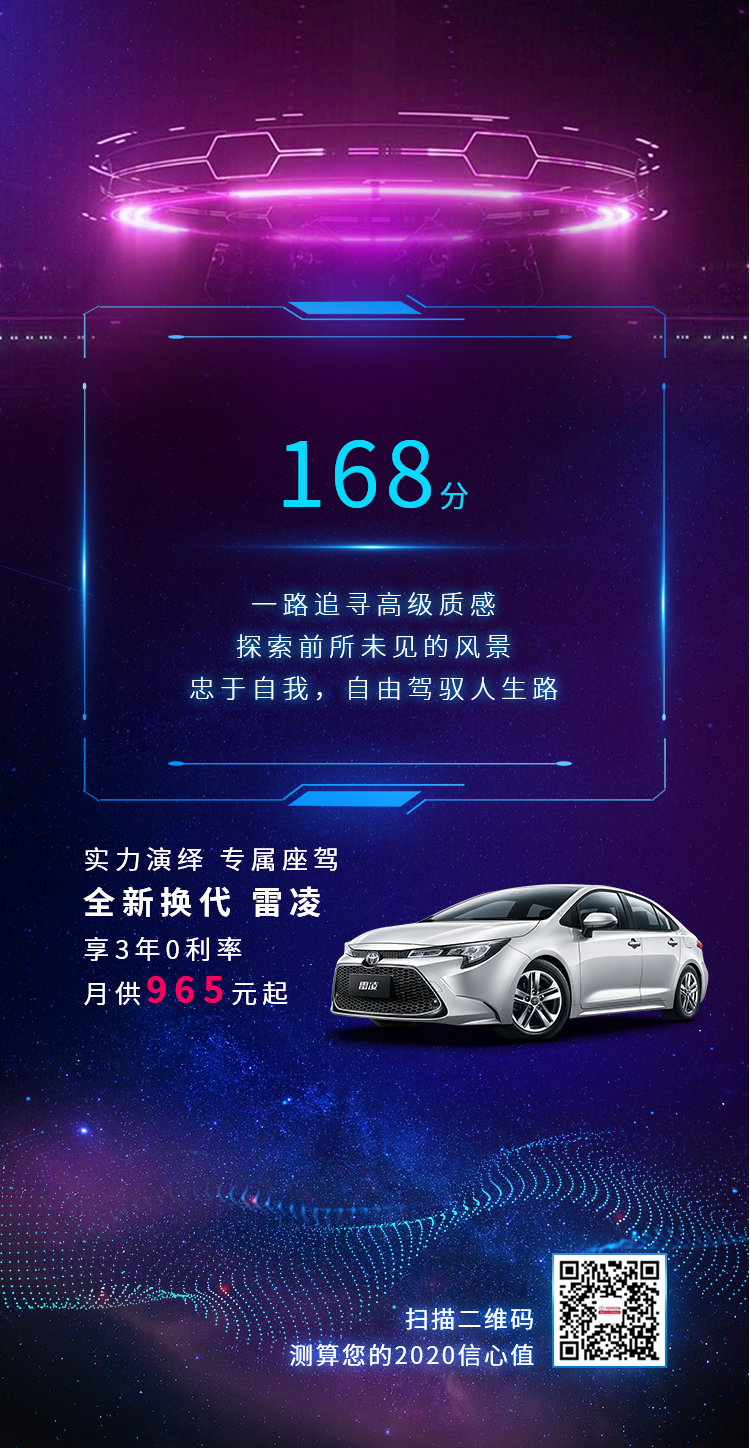 168分
一路追寻高级质感
探索前所未见的风景
忠于自我，自由驾驭人生路
实力演绎 专属座驾
全新换代 雷凌
享3年0利率
月供965元起
雷凌
扫描二维码
测算您的2020信心值
TOYOTA